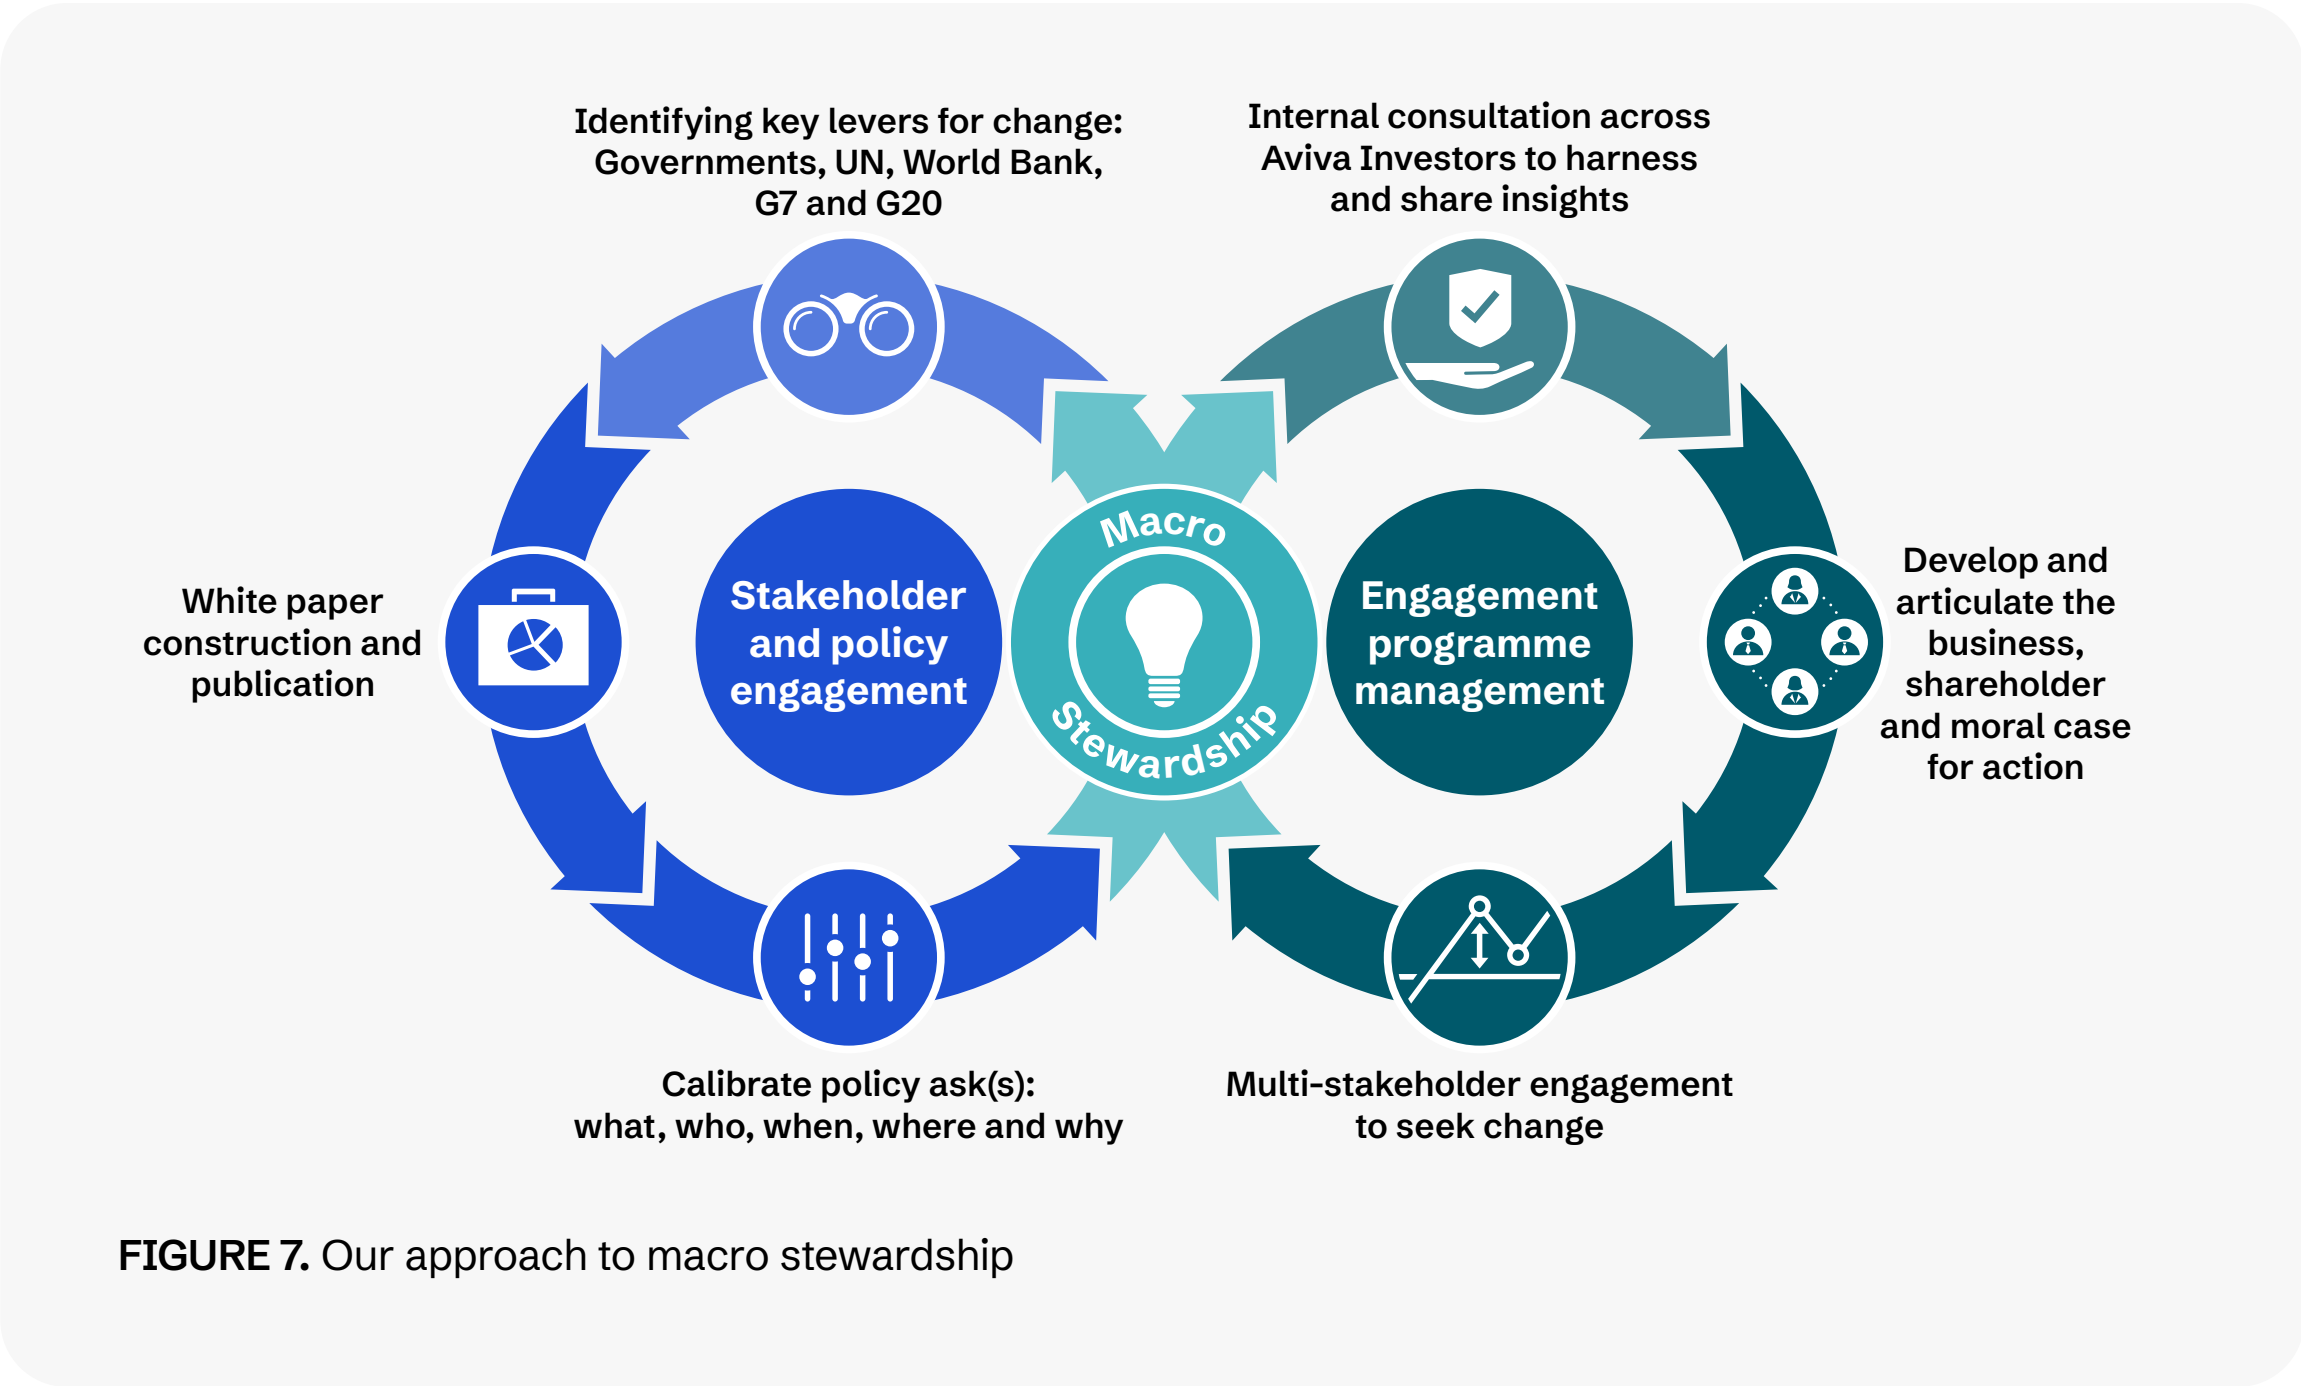 Identifying key levers for change:
Governments, UN, World Bank,
G7 and G20
Internal consultation across
Aviva Investors to harness
and share insights
White paper
construction and
publication
Stakeholder
and policy
engagement
Macro
Stewardship
Engagement
programme
management
Develop and
articulate the
business,
shareholder
and moral case
for action
Calibrate policy ask(s):
what, who, when, where and why
Multi-stakeholder engagement
to seek change
FIGURE 7. Our approach to macro stewardship